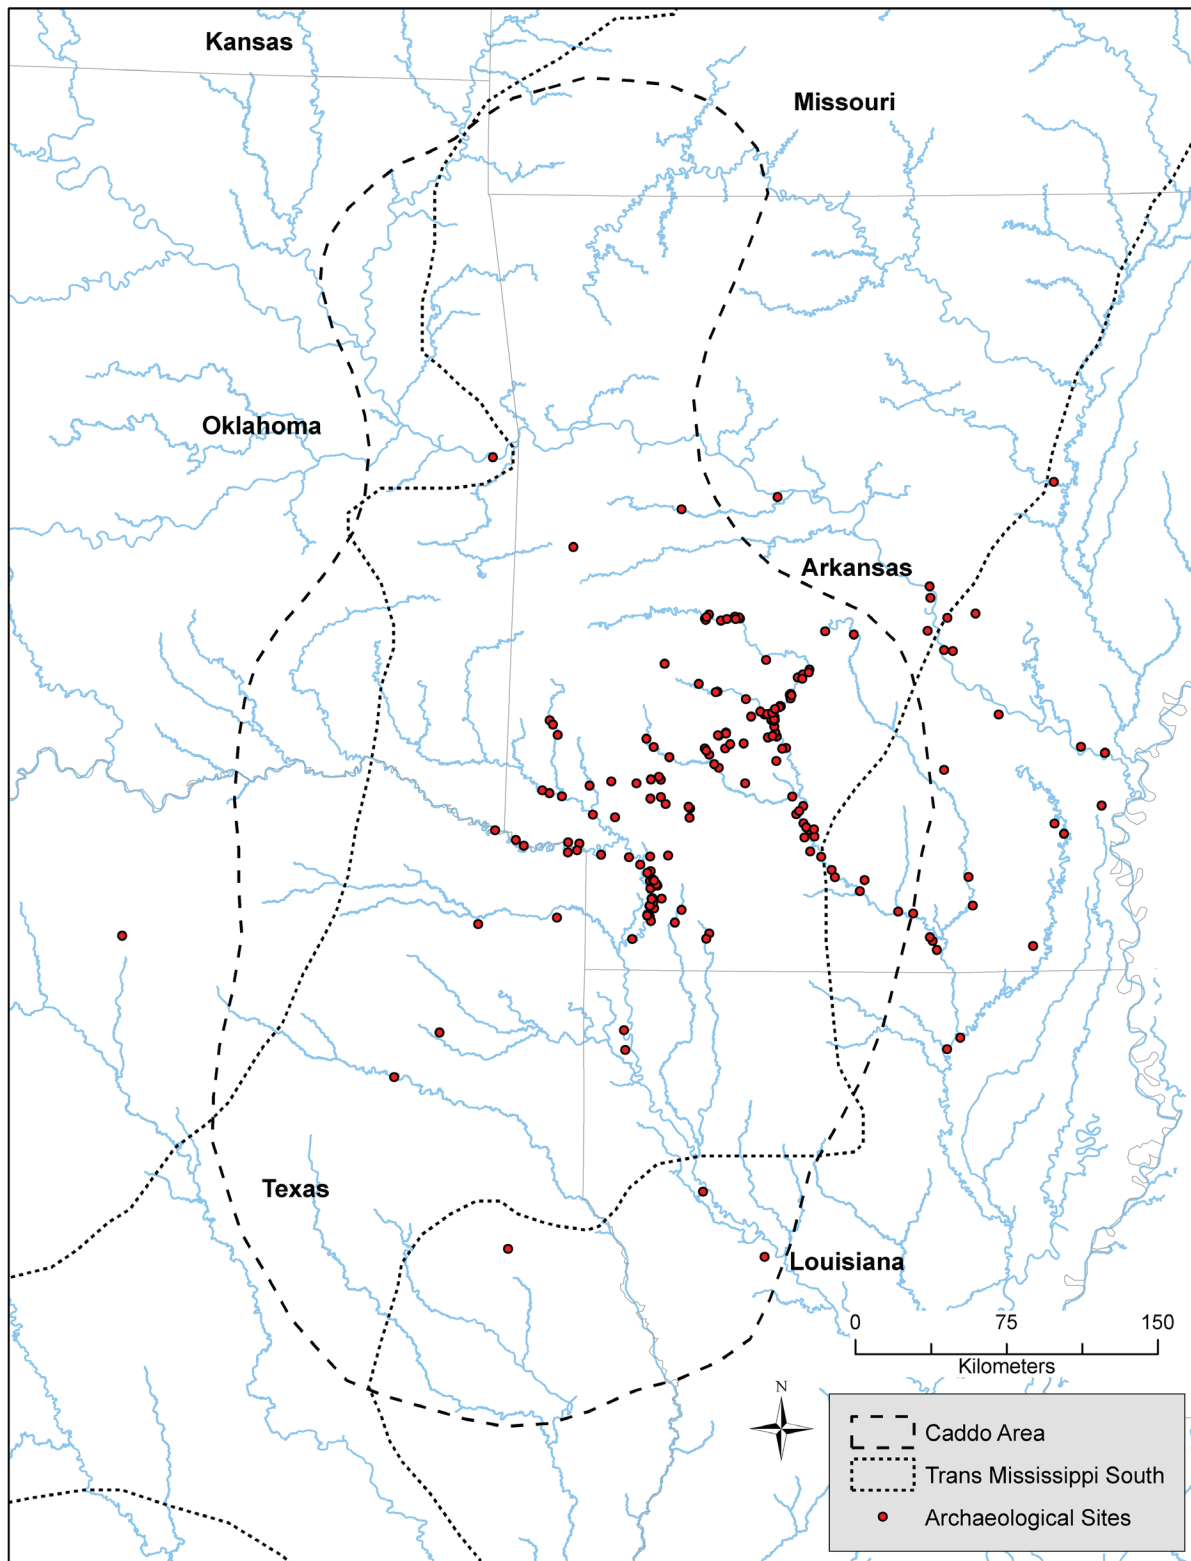 Kansas
Missouri
Oklahoma
Arkansas
Texas
Louisiana
0 75 150
Kilometers
N
Caddo Area
Trans Mississippi South
Archaeological Sites